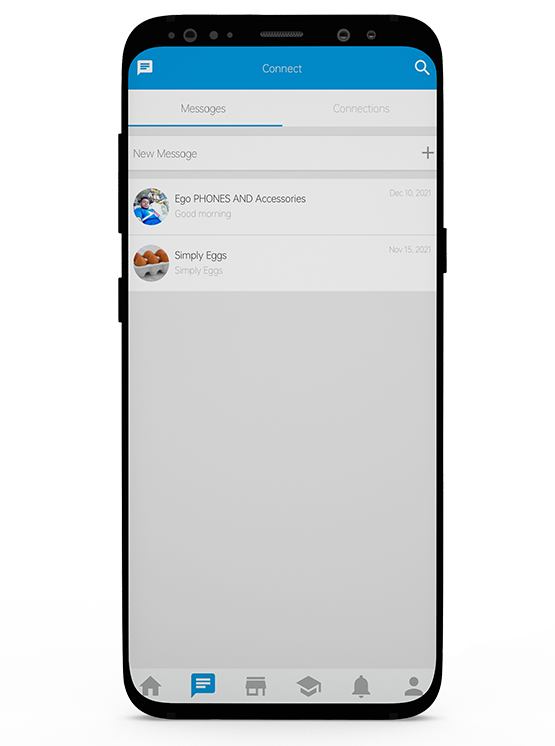 Connect
Messages
Connections
New Message
Ego PHONES AND Accessories
Dec 10, 2021
Good morning
Simply Eggs
Nov 15, 2021
Simply Eggs